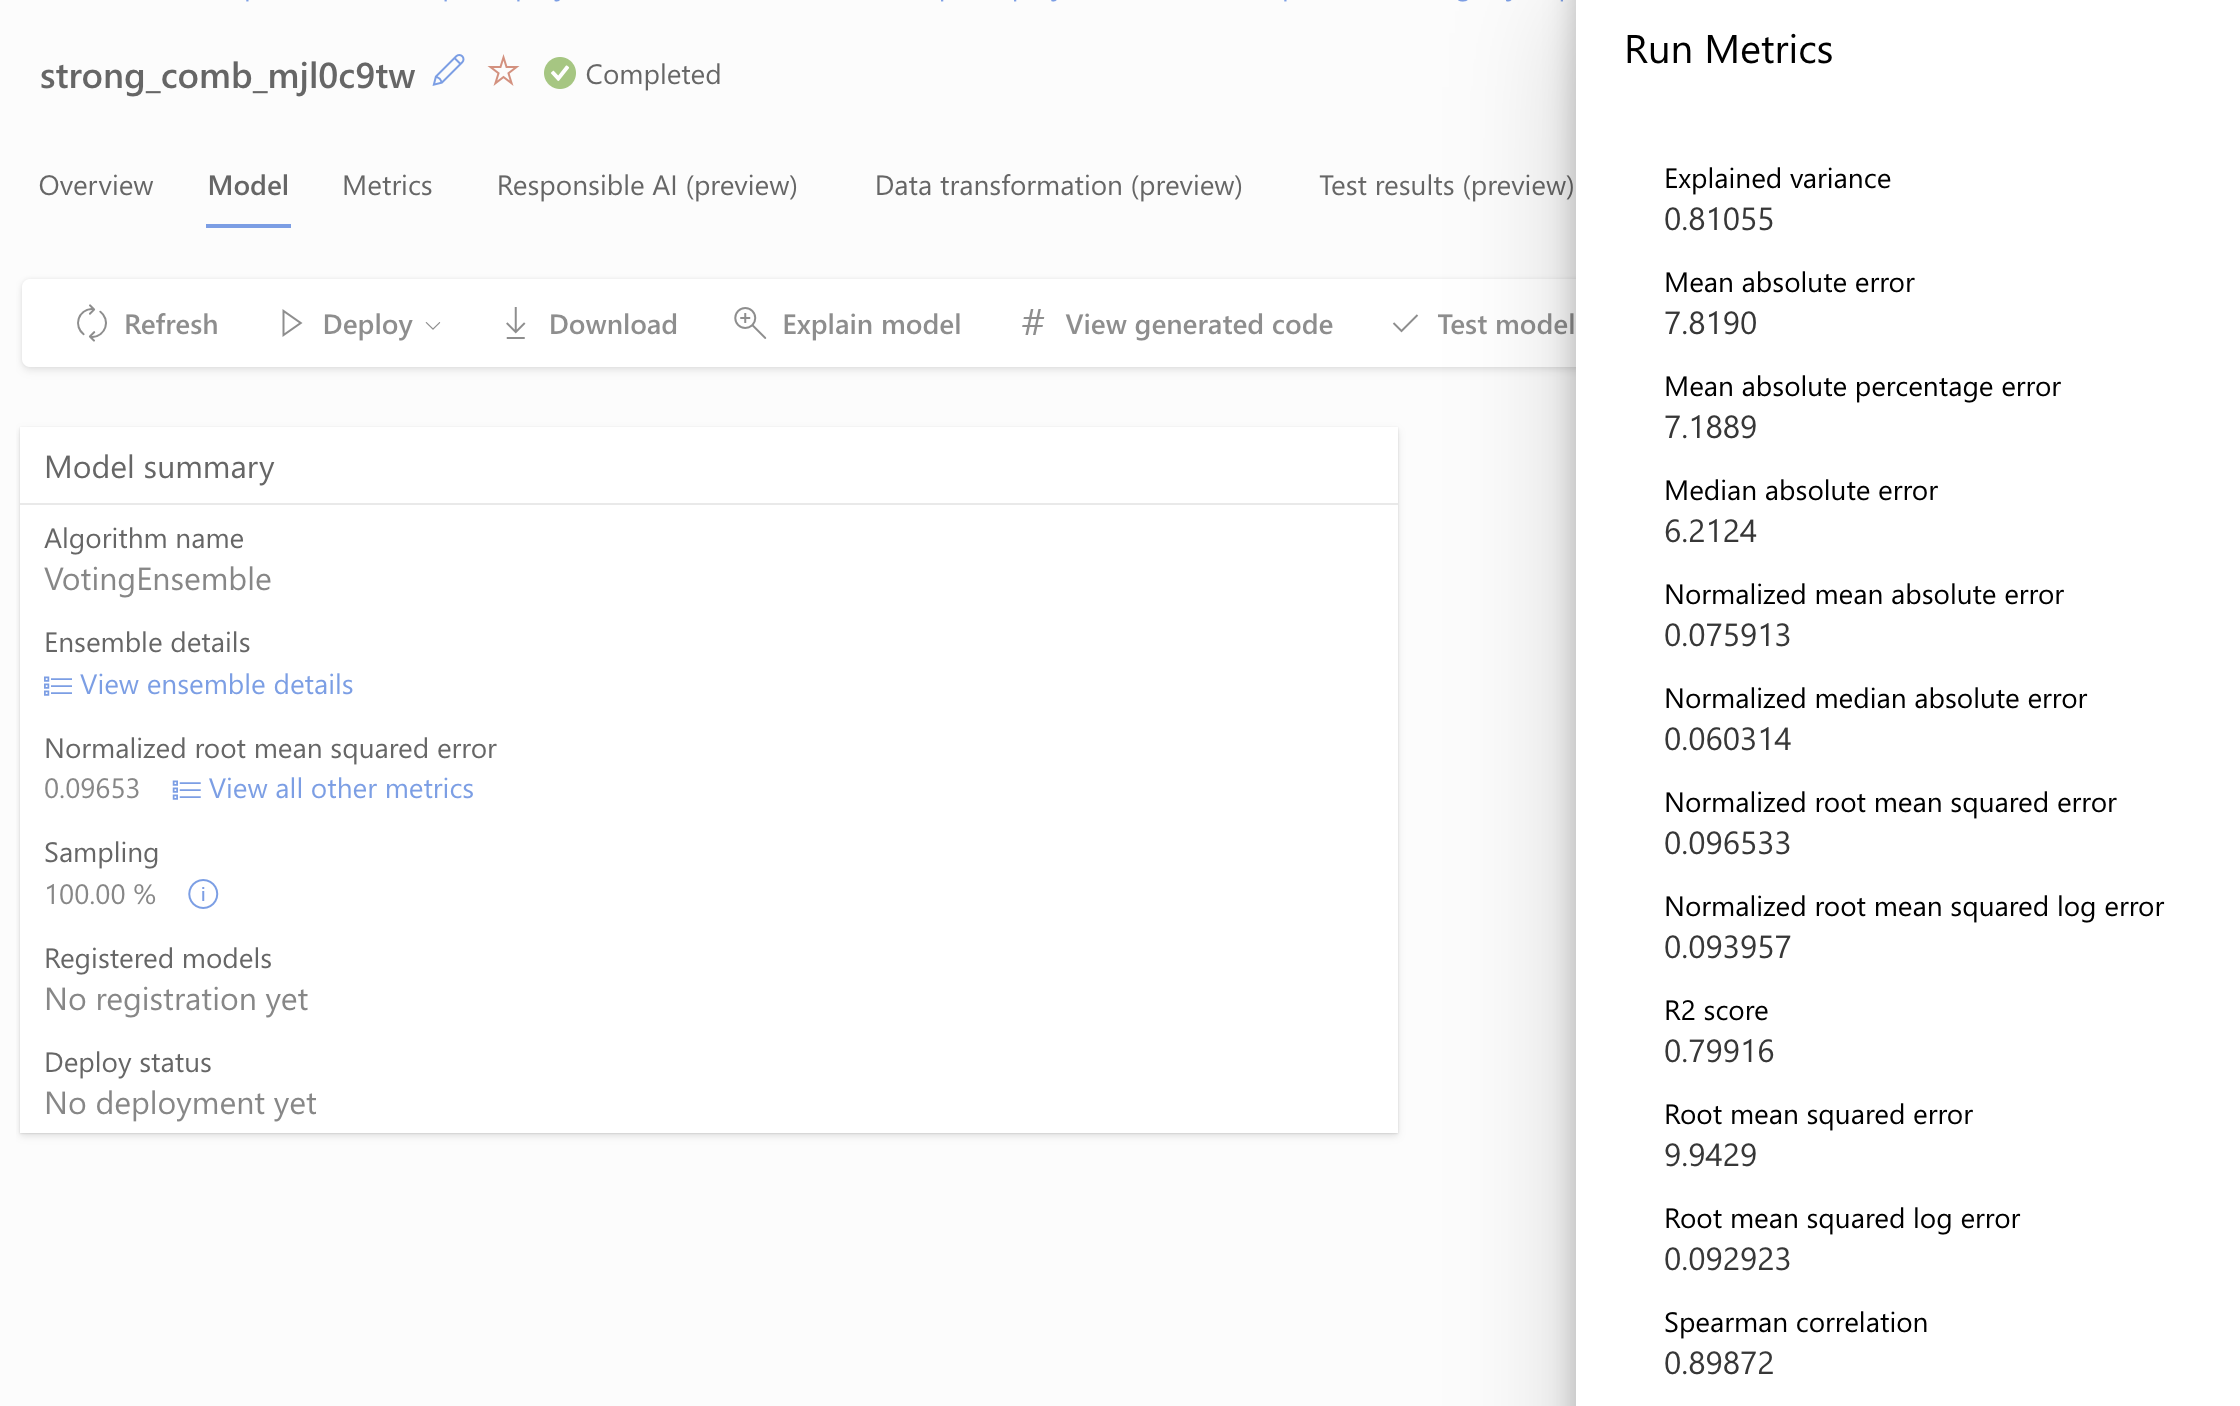 strong_comb_mjl0c9tw Completed
Overview Model Metrics Responsible AI (preview) Data transformation (preview) Test results (preview)
Refresh Deploy Download Explain model # View generated code Test model
Model summary
Algorithm name
VotingEnsemble
Ensemble details
View ensemble details
Normalized root mean squared error
0.09653 View all other metrics
Sampling
100.00 %
Registered models
No registration yet
Deploy status
No deployment yet
Run Metrics
Explained variance
0.81055
Mean absolute error
7.8190
Mean absolute percentage error
7.1889
Median absolute error
6.2124
Normalized mean absolute error
0.075913
Normalized median absolute error
0.060314
Normalized root mean squared error
0.096533
Normalized root mean squared log error
0.093957
R2 score
0.79916
Root mean squared error
9.9429
Root mean squared log error
0.092923
Spearman correlation
0.89872